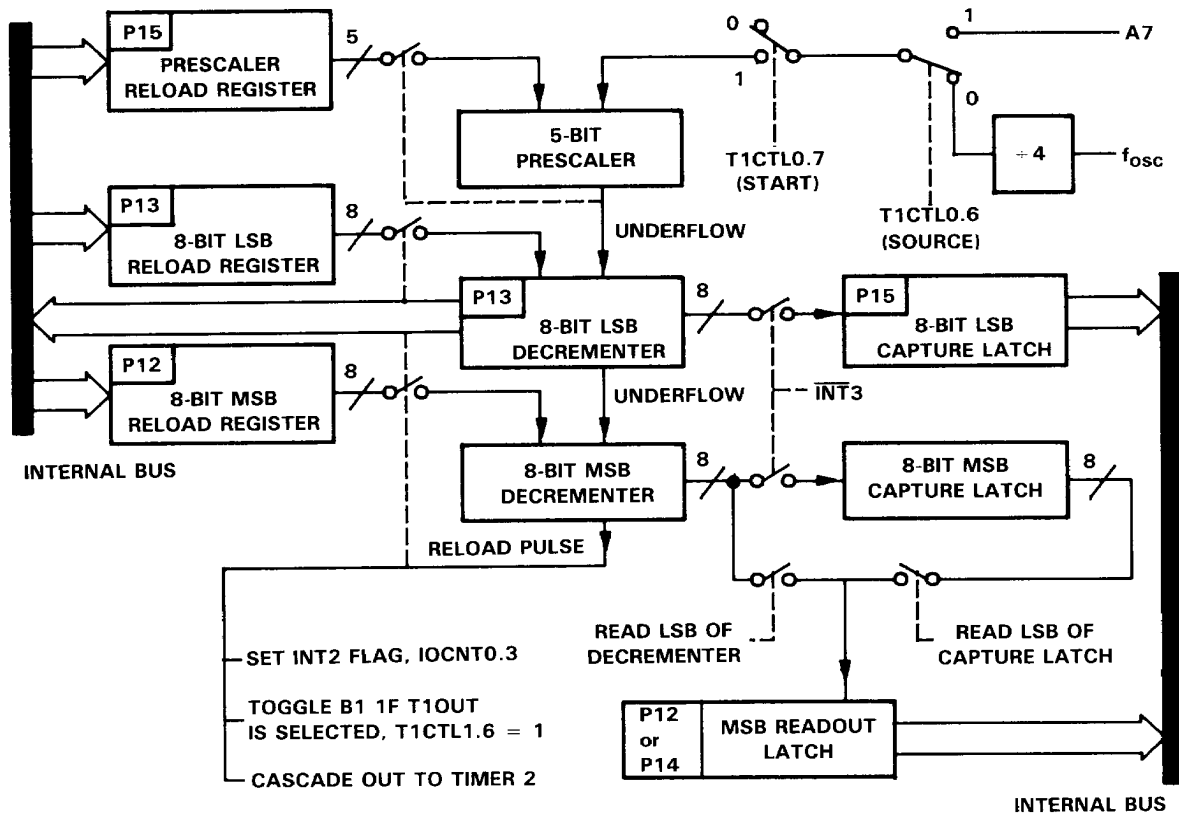 P15
PRESCALER
RELOAD REGISTER
5
0
1
1
A7
0
÷4
fosc
5-BIT
PRESCALER
T1CTL0.7
(START)
T1CTL0.6
(SOURCE)
P13
8-BIT LSB
RELOAD REGISTER
8
UNDERFLOW
P13
8-BIT LSB
DECREMENTER
8
P15
8-BIT LSB
CAPTURE LATCH
P12
8-BIT MSB
RELOAD REGISTER
8
UNDERFLOW
INT3
INTERNAL BUS
8-BIT MSB
DECREMENTER
8
8-BIT MSB
CAPTURE LATCH
8
RELOAD PULSE
READ LSB OF
DECREMENTER
READ LSB OF
CAPTURE LATCH
SET INT2 FLAG, IOCNT0.3
TOGGLE B1 1F T1OUT
IS SELECTED, T1CTL1.6 = 1
CASCADE OUT TO TIMER 2
P12
or
P14
MSB READOUT
LATCH
INTERNAL BUS